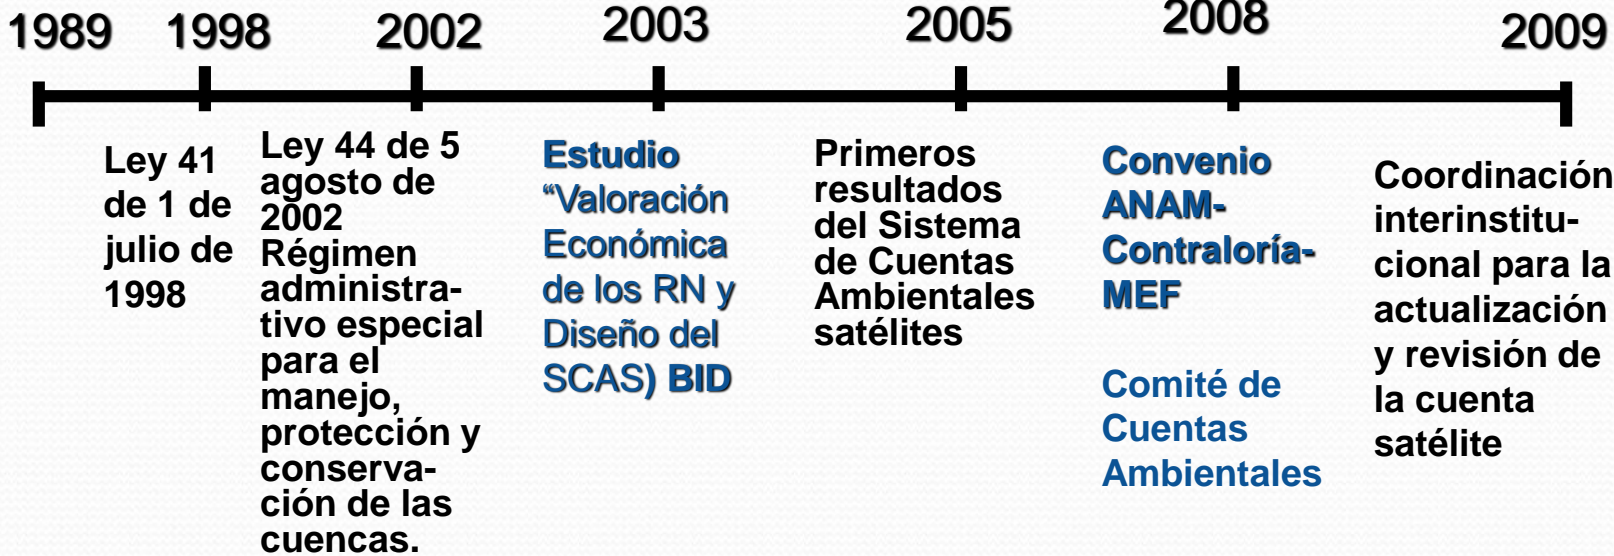 1989 1998 2002 2003 2005 2008 2009
Ley 41
de 1 de
julio de
1998
Ley 44 de 5
agosto de
2002
Régimen
administra-
tivo especial
para el
manejo,
protección y
conserva-
ción de las
cuencas.
Estudio
“Valoración
Económica
de los RN y
Diseño del
SCAS) BID
Primeros
resultados
del Sistema
de Cuentas
Ambientales
satélites
Convenio
ANAM-
Contraloría-
MEF
Comité de
Cuentas
Ambientales
Coordinación
interinstitu-
cional para la
actualización
y revisión de
la cuenta
satélite